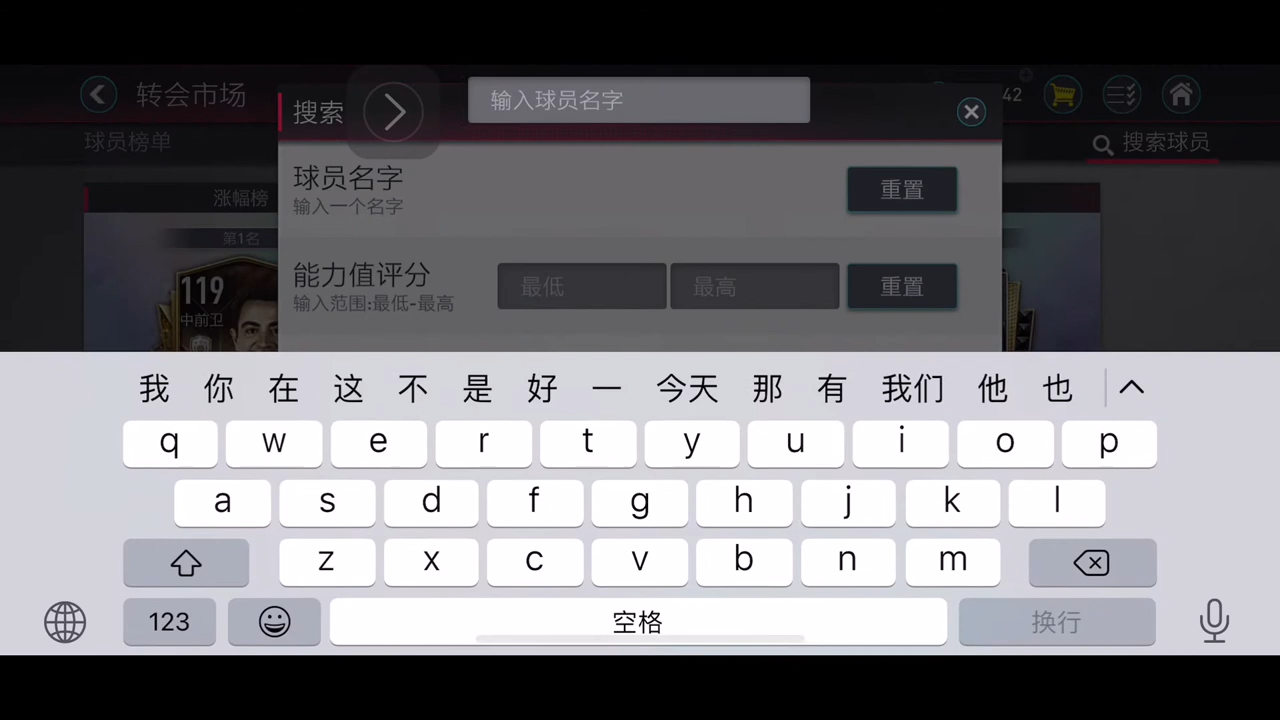 转会市场
搜索
输入球员名字
42
球员榜单
搜索球员
球员名字
输入一个名字
重置
涨幅榜
第1名
能力值评分
输入范围:最低-最高
最低
最高
重置
119
中前卫
我 你 在 这 不 是 好 一 今天 那 有 我们 他 也
q w e r t y u i o p
a s d f g h j k l
z x c v b n m
123
空格
换行